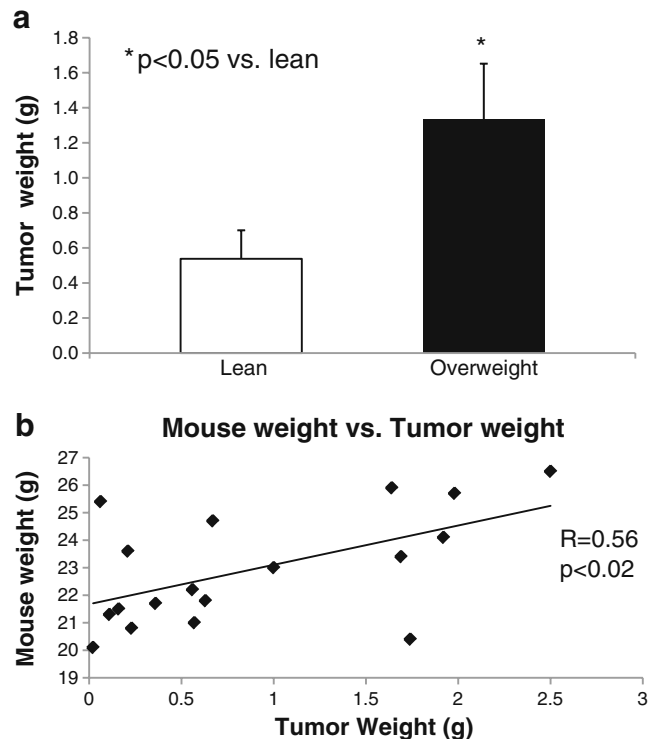 a
Tumor weight (g)
1.8
1.6
1.4
1.2
1.0
0.8
0.6
0.4
0.2
0.0
*p<0.05 vs. lean
*
Lean
Overweight
b
Mouse weight vs. Tumor weight
Mouse weight (g)
27
26
25
24
23
22
21
20
19
R=0.56
p<0.02
0
0.5
1
1.5
2
2.5
3
Tumor Weight (g)